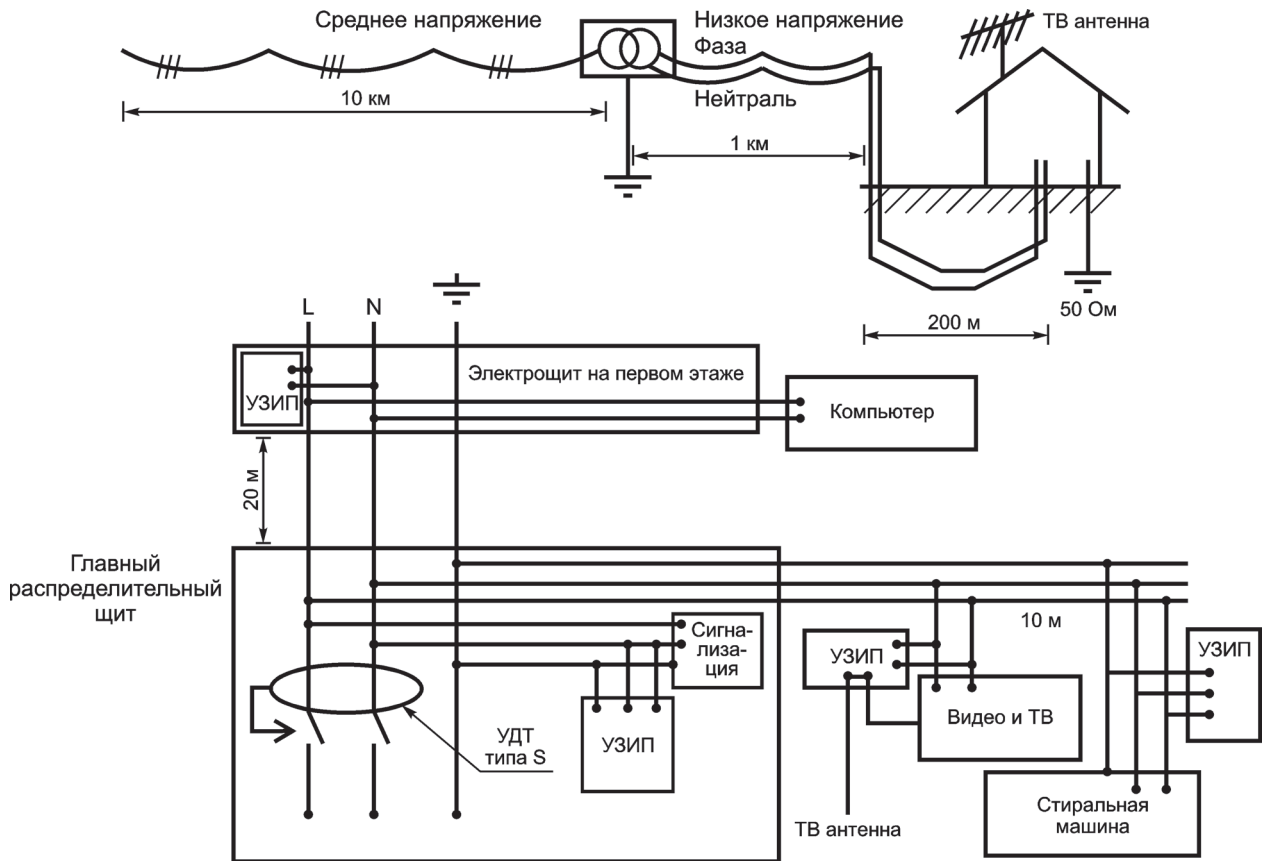 Среднее напряжение
Низкое напряжение
Фаза
ТВ антенна
Нейтраль
10 км
1 км
50 Ом
200 м
L
N
Электрощит на первом этаже
УЗИП
Компьютер
20 м
Главный
распределительный
щит
10 м
Сигна-
лиза-
ция
УЗИП
УЗИП
Видео и ТВ
УЗИП
УДТ
типа S
ТВ антенна
Стиральная
машина